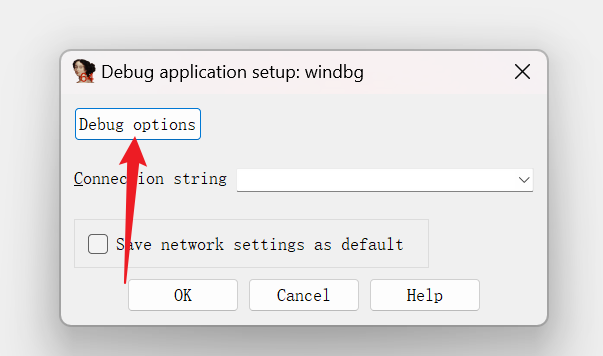 Debug application setup: windbg
Debug options
Connection string
Save network settings as default
OK Cancel Help